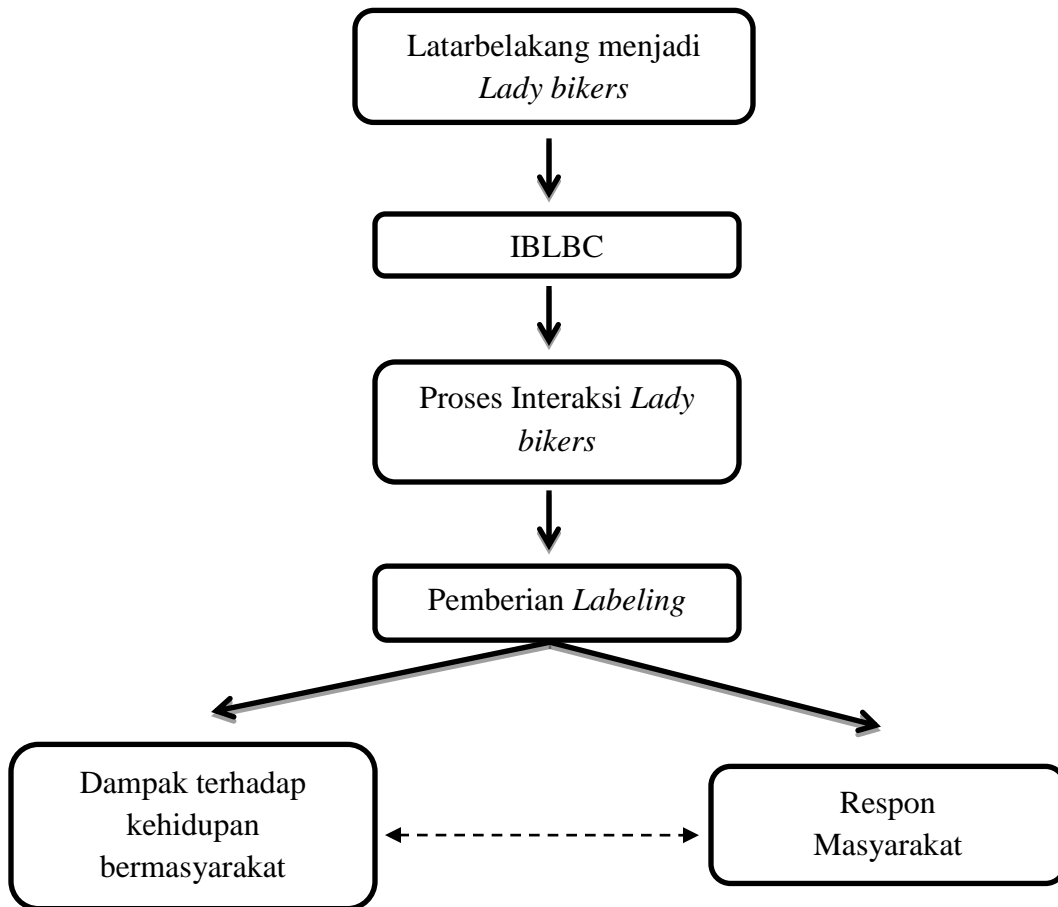 Latarbelakang menjadi
Lady bikers
IBLBC
Proses Interaksi Lady
bikers
Pemberian Labeling
Dampak terhadap
kehidupan
bermasyarakat
Respon
Masyarakat